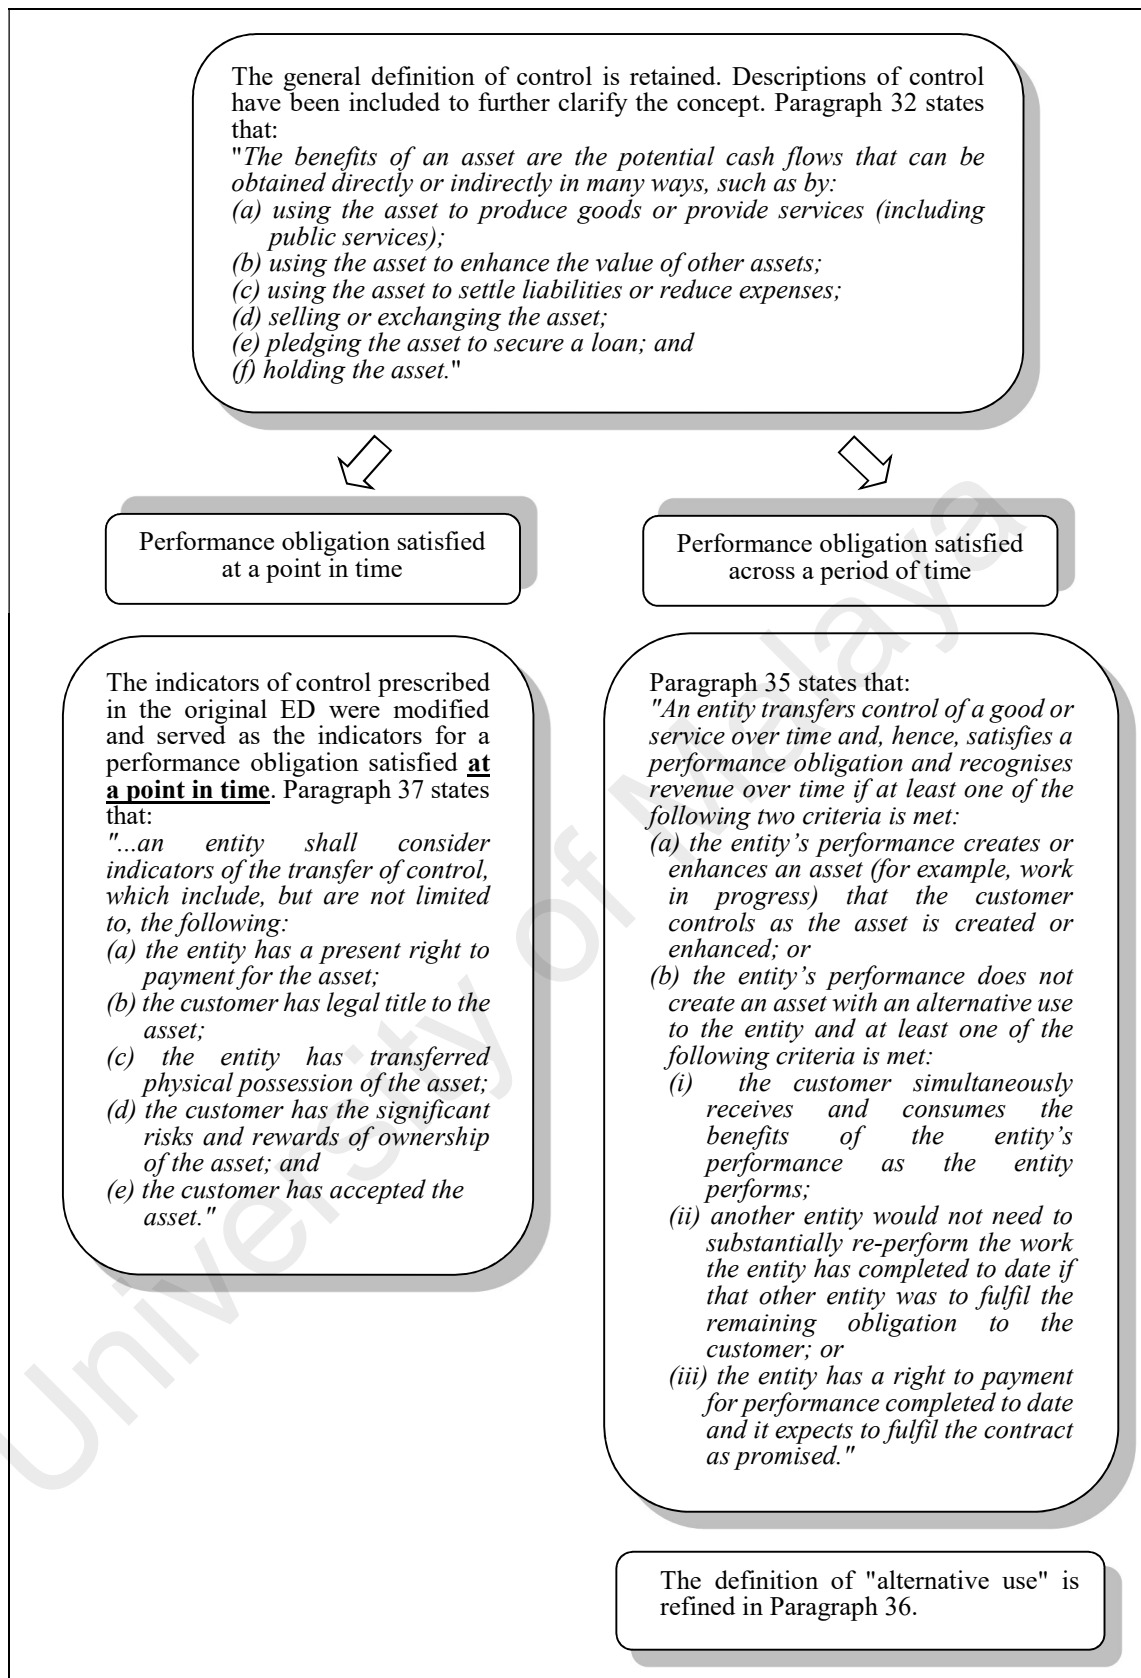 The general definition of control is retained. Descriptions of control
have been included to further clarify the concept. Paragraph 32 states
that:
"The benefits of an asset are the potential cash flows that can be
obtained directly or indirectly in many ways, such as by:
(a) using the asset to produce goods or provide services (including
public services);
(b) using the asset to enhance the value of other assets;
(c) using the asset to settle liabilities or reduce expenses;
(d) selling or exchanging the asset;
(e) pledging the asset to secure a loan; and
(f) holding the asset."
Performance obligation satisfied
at a point in time
Performance obligation satisfied
across a period of time
The indicators of control prescribed
in the original ED were modified
and served as the indicators for a
performance obligation satisfied at
a point in time. Paragraph 37 states
that:
"...an entity shall consider
indicators of the transfer of control,
which include, but are not limited
to, the following:
(a) the entity has a present right to
payment for the asset;
(b) the customer has legal title to the
asset;
(c) the entity has transferred
physical possession of the asset;
(d) the customer has the significant
risks and rewards of ownership
of the asset; and
(e) the customer has accepted the
asset."
Paragraph 35 states that:
"An entity transfers control of a good or
service over time and, hence, satisfies a
performance obligation and recognises
revenue over time if at least one of the
following two criteria is met:
(a) the entity's performance creates or
enhances an asset (for example, work
in progress) that the customer
controls as the asset is created or
enhanced; or
(b) the entity's performance does not
create an asset with an alternative use
to the entity and at least one of the
following criteria is met:
(i) the customer simultaneously
receives and consumes the
benefits of the entity's
performance as the entity
performs;
(ii) another entity would not need to
substantially re-perform the work
the entity has completed to date if
that other entity was to fulfil the
remaining obligation to the
customer; or
(iii) the entity has a right to payment
for performance completed to date
and it expects to fulfil the contract
as promised."
The definition of "alternative use" is
refined in Paragraph 36.
University of Malaya